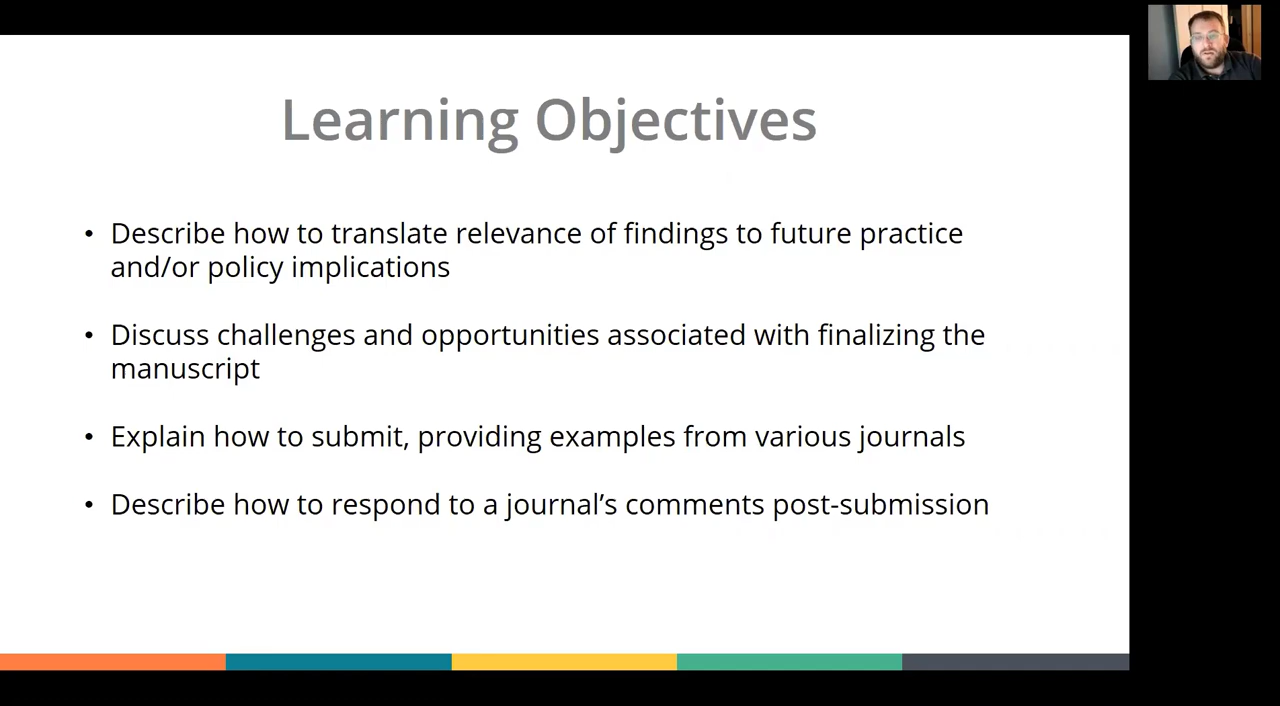 Learning Objectives
• Describe how to translate relevance of findings to future practice
and/or policy implications
• Discuss challenges and opportunities associated with finalizing the
manuscript
• Explain how to submit, providing examples from various journals
• Describe how to respond to a journal’s comments post-submission